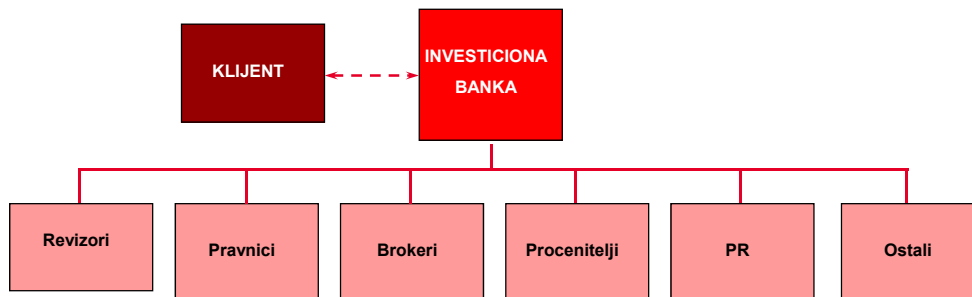 KLIJENT
INVESTICIONA
BANKA
Revizori
Pravnici
Brokeri
Procenitelji
PR
Ostali